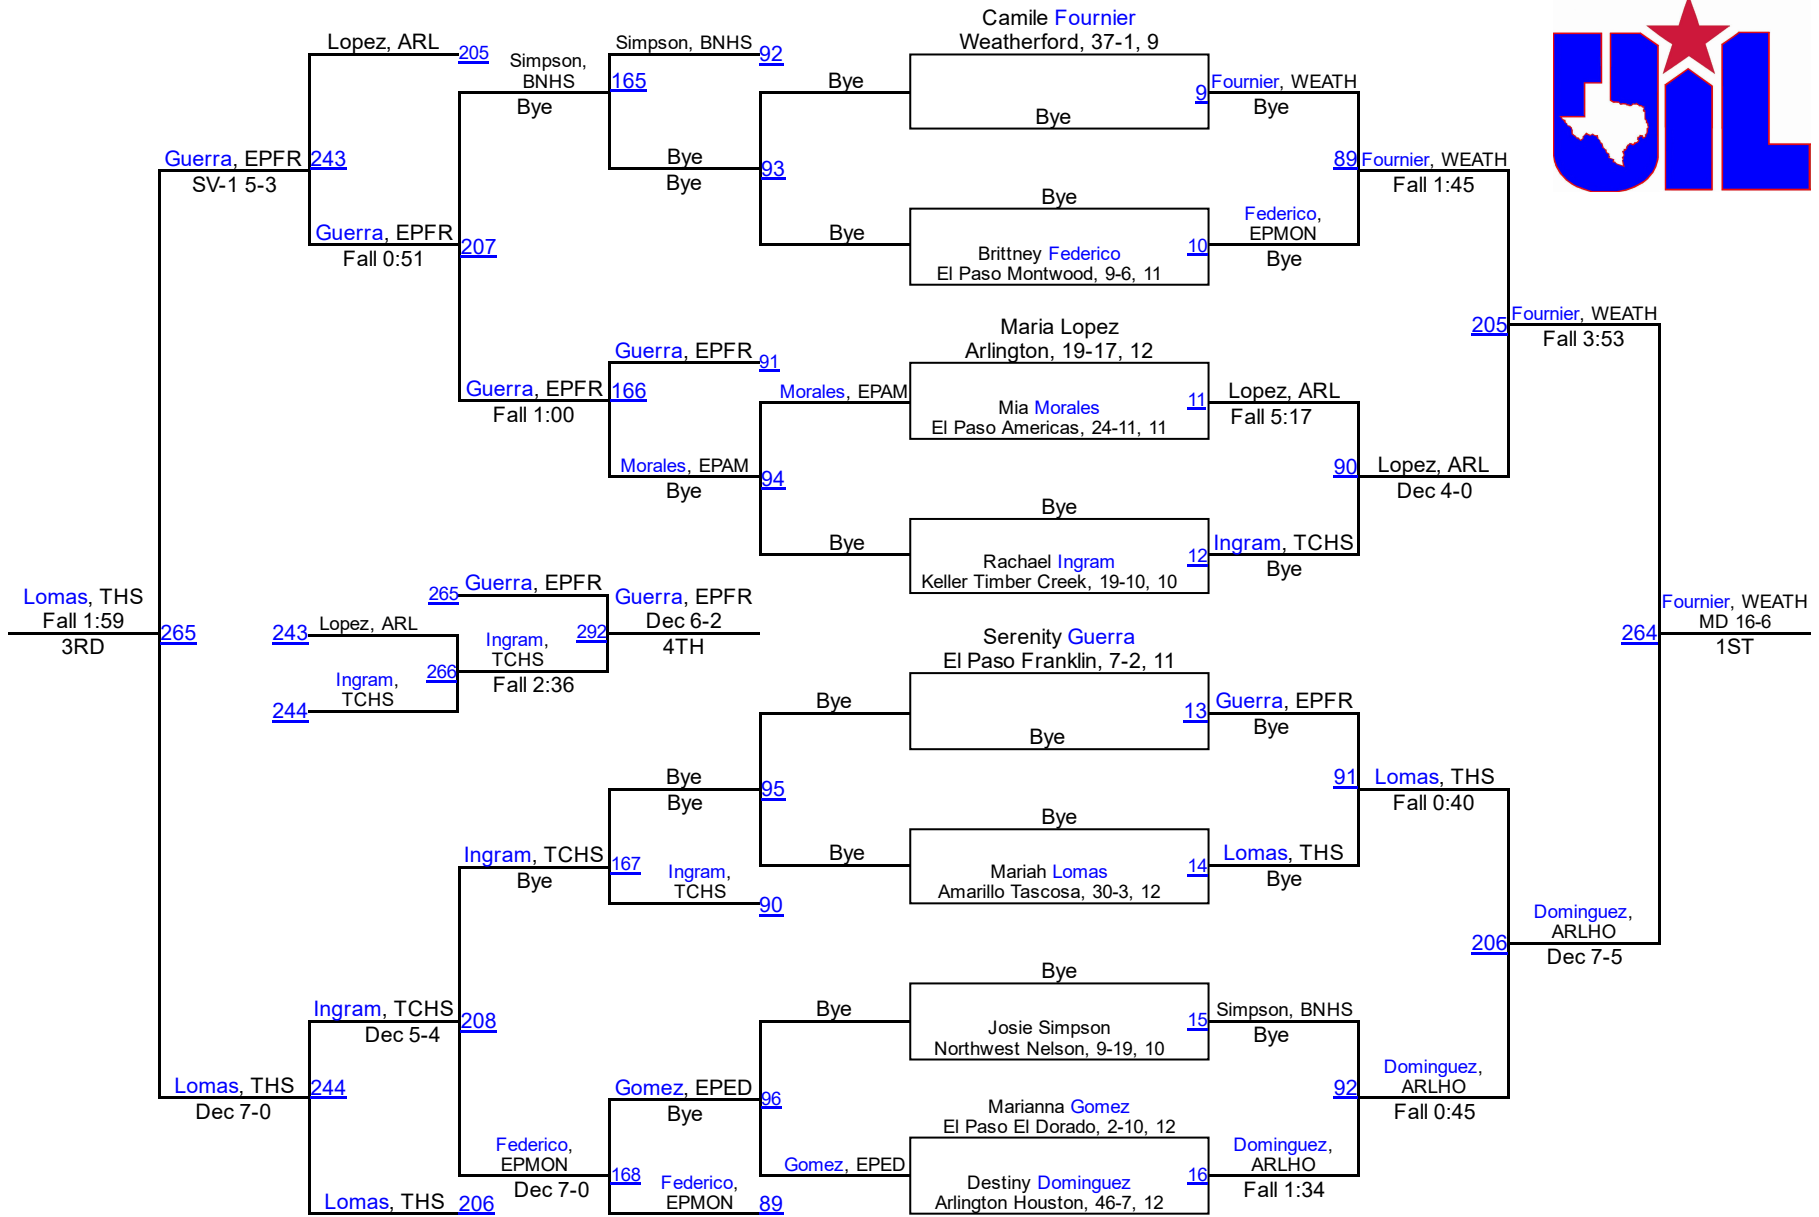 Camile Fournier
Weatherford, 37-1, 9
Bye
9
Fournier, WEATH
Bye
Bye
Brittney Federico
El Paso Montwood, 9-6, 11
10
Federico,
EPMON
Bye
89
Fournier, WEATH
Fall 1:45
Maria Lopez
Arlington, 19-17, 12
Mia Morales
El Paso Americas, 24-11, 11
11
Lopez, ARL
Fall 5:17
Bye
Rachael Ingram
Keller Timber Creek, 19-10, 10
12
Ingram, TCHS
Bye
90
Lopez, ARL
Dec 4-0
205
Fournier, WEATH
Fall 3:53
Serenity Guerra
El Paso Franklin, 7-2, 11
Bye
13
Guerra, EPFR
Bye
Bye
Mariah Lomas
Amarillo Tascosa, 30-3, 12
14
Lomas, THS
Bye
91
Lomas, THS
Fall 0:40
Bye
Josie Simpson
Northwest Nelson, 9-19, 10
15
Simpson, BNHS
Bye
Marianna Gomez
El Paso El Dorado, 2-10, 12
Destiny Dominguez
Arlington Houston, 46-7, 12
16
Dominguez,
ARLHO
Fall 1:34
92
Dominguez,
ARLHO
Fall 0:45
206
Dominguez,
ARLHO
Dec 7-5
264
Fournier, WEATH
MD 16-6
1ST
UIL
Bye
Bye
93
Bye
Bye
Simpson, BNHS
92
165
Simpson,
BNHS
Bye
Morales, EPAM
Bye
94
Morales, EPAM
Bye
Guerra, EPFR
91
166
Guerra, EPFR
Fall 1:00
207
Guerra, EPFR
Fall 0:51
Lopez, ARL
205
243
Guerra, EPFR
SV-1 5-3
Bye
Bye
95
Bye
Bye
Ingram,
TCHS
90
167
Ingram, TCHS
Bye
Bye
Gomez, EPED
96
Gomez, EPED
Bye
Federico,
EPMON
89
168
Federico,
EPMON
Dec 7-0
208
Ingram, TCHS
Dec 5-4
Lomas, THS
206
244
Lomas, THS
Dec 7-0
265
Lomas, THS
Fall 1:59
3RD
243
Lopez, ARL
244
Ingram,
TCHS
266
Ingram,
TCHS
Fall 2:36
265
Guerra, EPFR
292
Guerra, EPFR
Dec 6-2
4TH